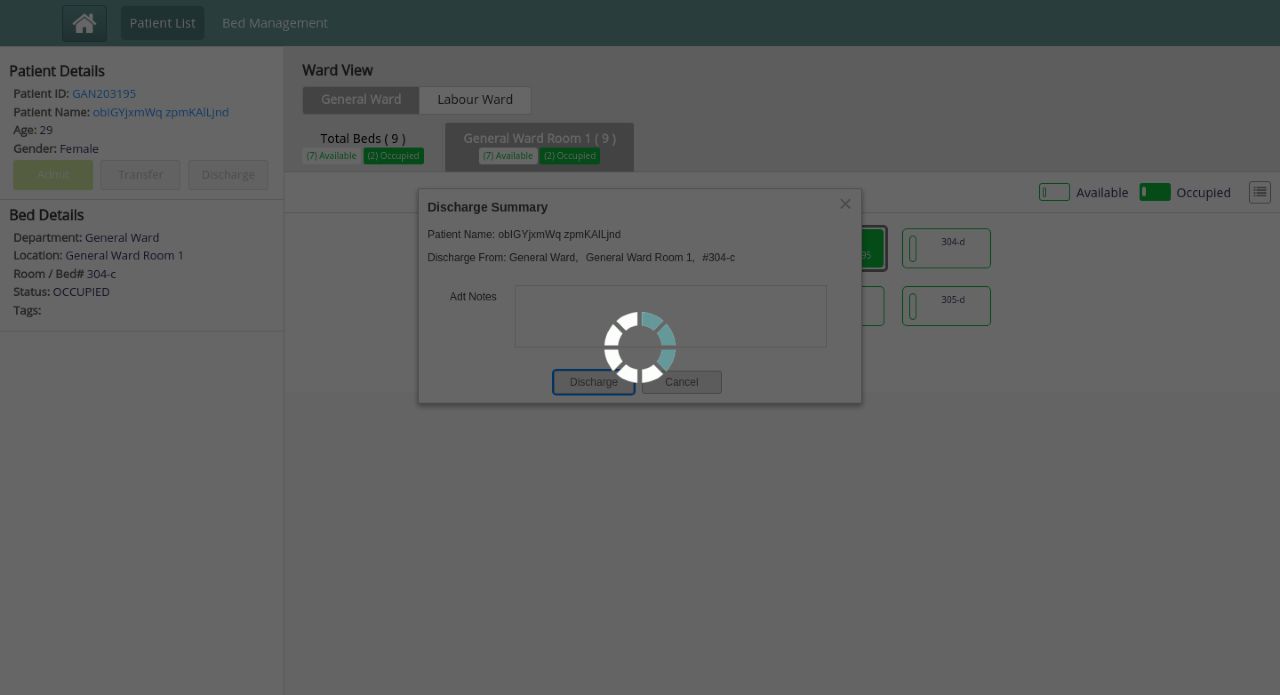 Patient List
Bed Management
Patient Details
Patient ID: GAN203195
Patient Name: obIGYjxmWq zpmKAlLjnd
Age: 29
Gender: Female
Admit
Transfer
Discharge
Bed Details
Department: General Ward
Location: General Ward Room 1
Room / Bed# 304-c
Status: OCCUPIED
Tags:
Ward View
General Ward
Labour Ward
Total Beds ( 9 )
(7) Available
(2) Occupied
General Ward Room 1 ( 9 )
(7) Available
(2) Occupied
Available
Occupied
95
304-d
305-d
Discharge Summary
×
Patient Name: obIGYjxmWq zpmKAlLjnd
Discharge From: General Ward, General Ward Room 1, #304-c
Adt Notes
Discharge
Cancel